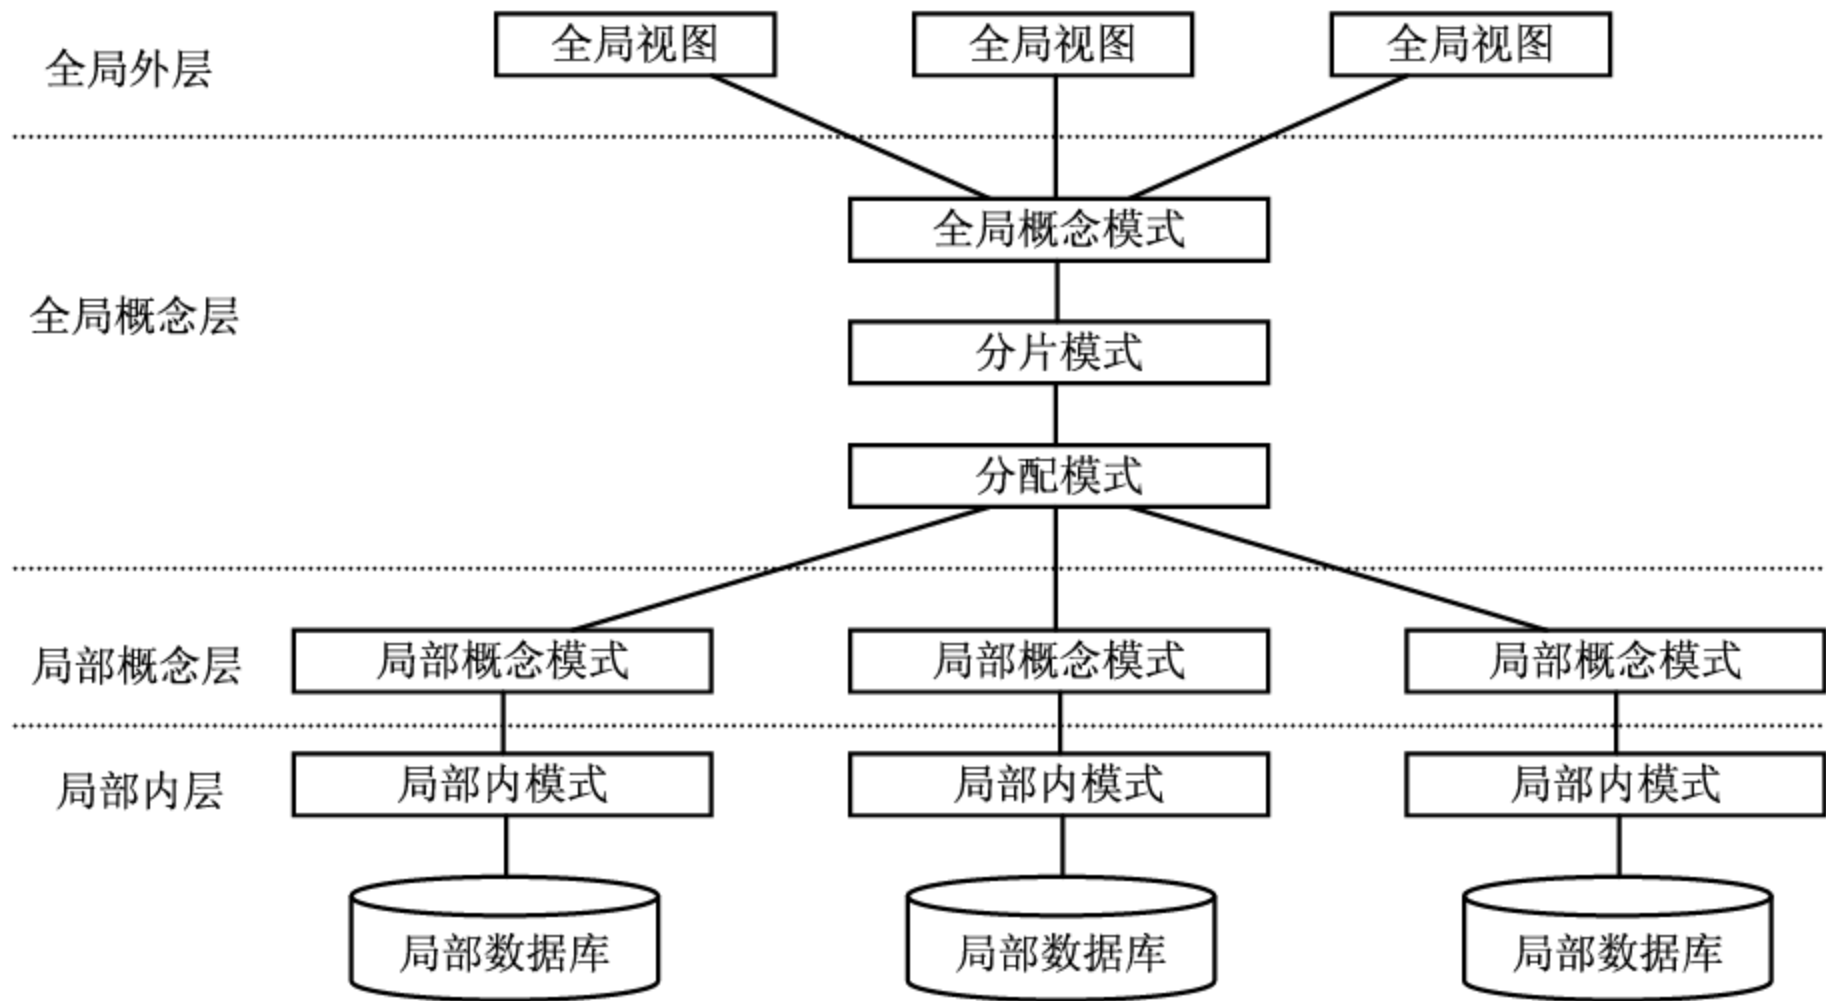 全局外层
全局视图 全局视图 全局视图
全局概念模式
全局概念层
分片模式
分配模式
局部概念层
局部概念模式 局部概念模式 局部概念模式
局部内层
局部内模式 局部内模式 局部内模式
局部数据库 局部数据库 局部数据库